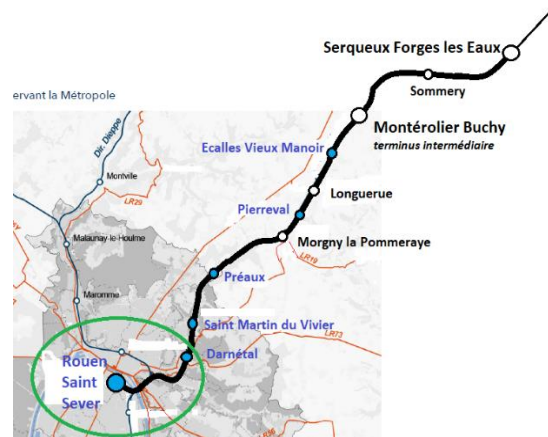 Serqueux Forges les Eaux
Sommery
ervant la Métropole
Montérolier Buchy
terminus intermédiaire
Dir. Dieppe
Ecalles Vieux Manoir
Montville
Longuerue
LR29
Pierreval
Malaunay-le Houlme
Morgny la Pommeraye
LR19
Préaux
Maromme
Saint Martin du Vivier
LR73
Darnétal
Rouen
Saint
Sever
LR36